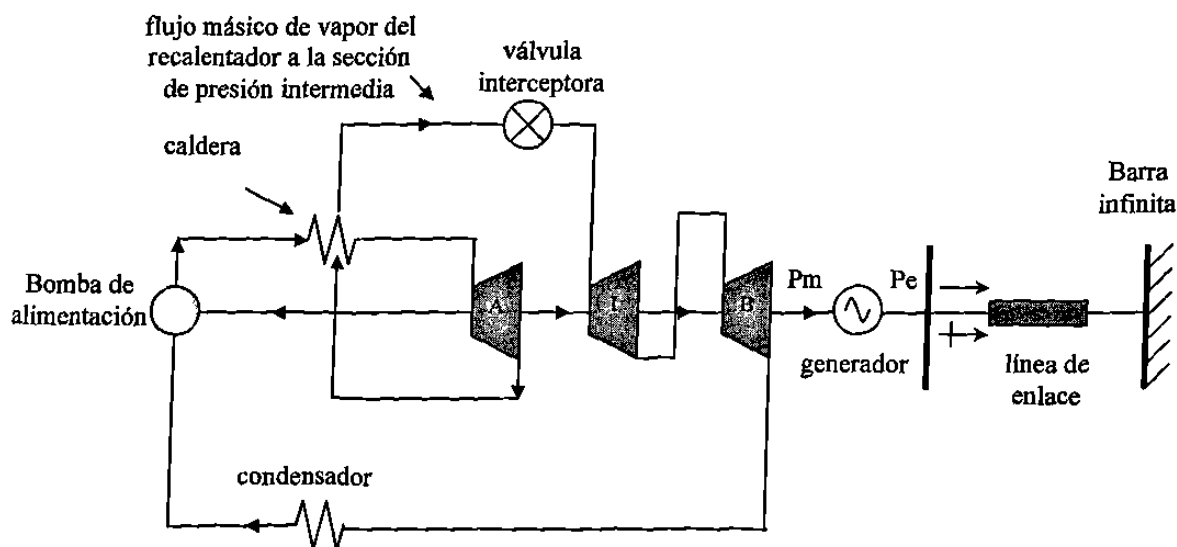 flujo másico de vapor del
recalentador a la sección
de presión intermedia
válvula
interceptora
caldera
Barra
infinita
Bomba de
alimentación
A
I
B
Pm
Pe
generador
línea de
enlace
condensador